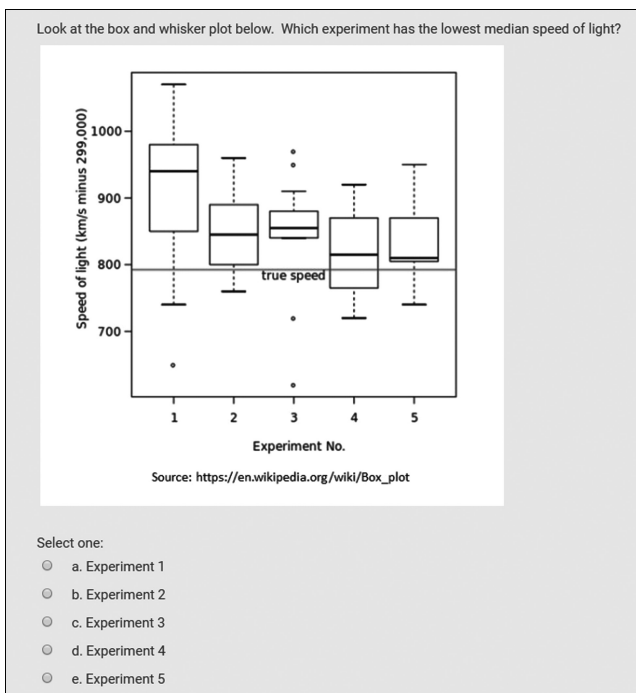 Look at the box and whisker plot below.  Which experiment has the lowest median speed of light?
Speed of light (km/s minus 299,000)
1000
900
800
700
true speed
1 2 3 4 5
Experiment No.
Source: https://en.wikipedia.org/wiki/Box_plot
Select one:
a. Experiment 1
b. Experiment 2
c. Experiment 3
d. Experiment 4
e. Experiment 5